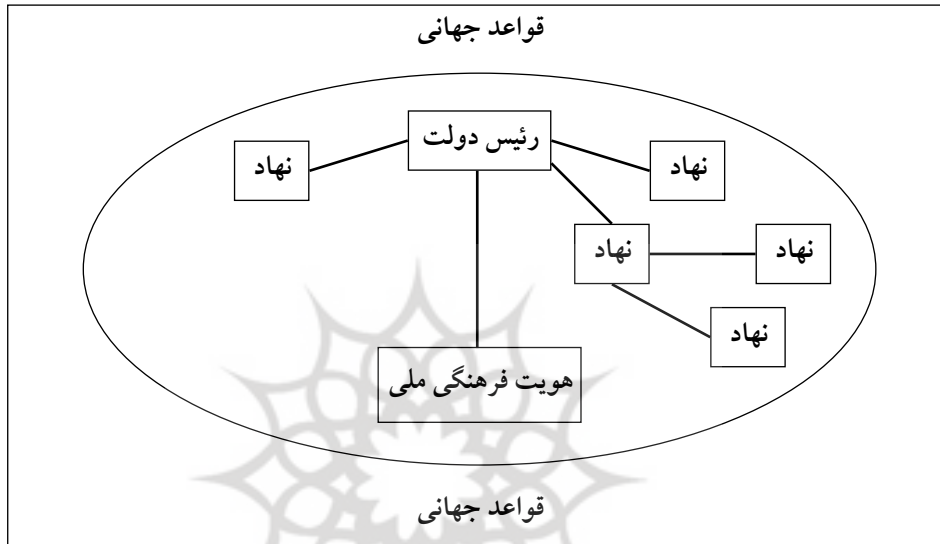 قواعد جهانی
رئیس دولت
نهاد
نهاد
نهاد
نهاد
نهاد
هویت فرهنگی ملی
قواعد جهانی